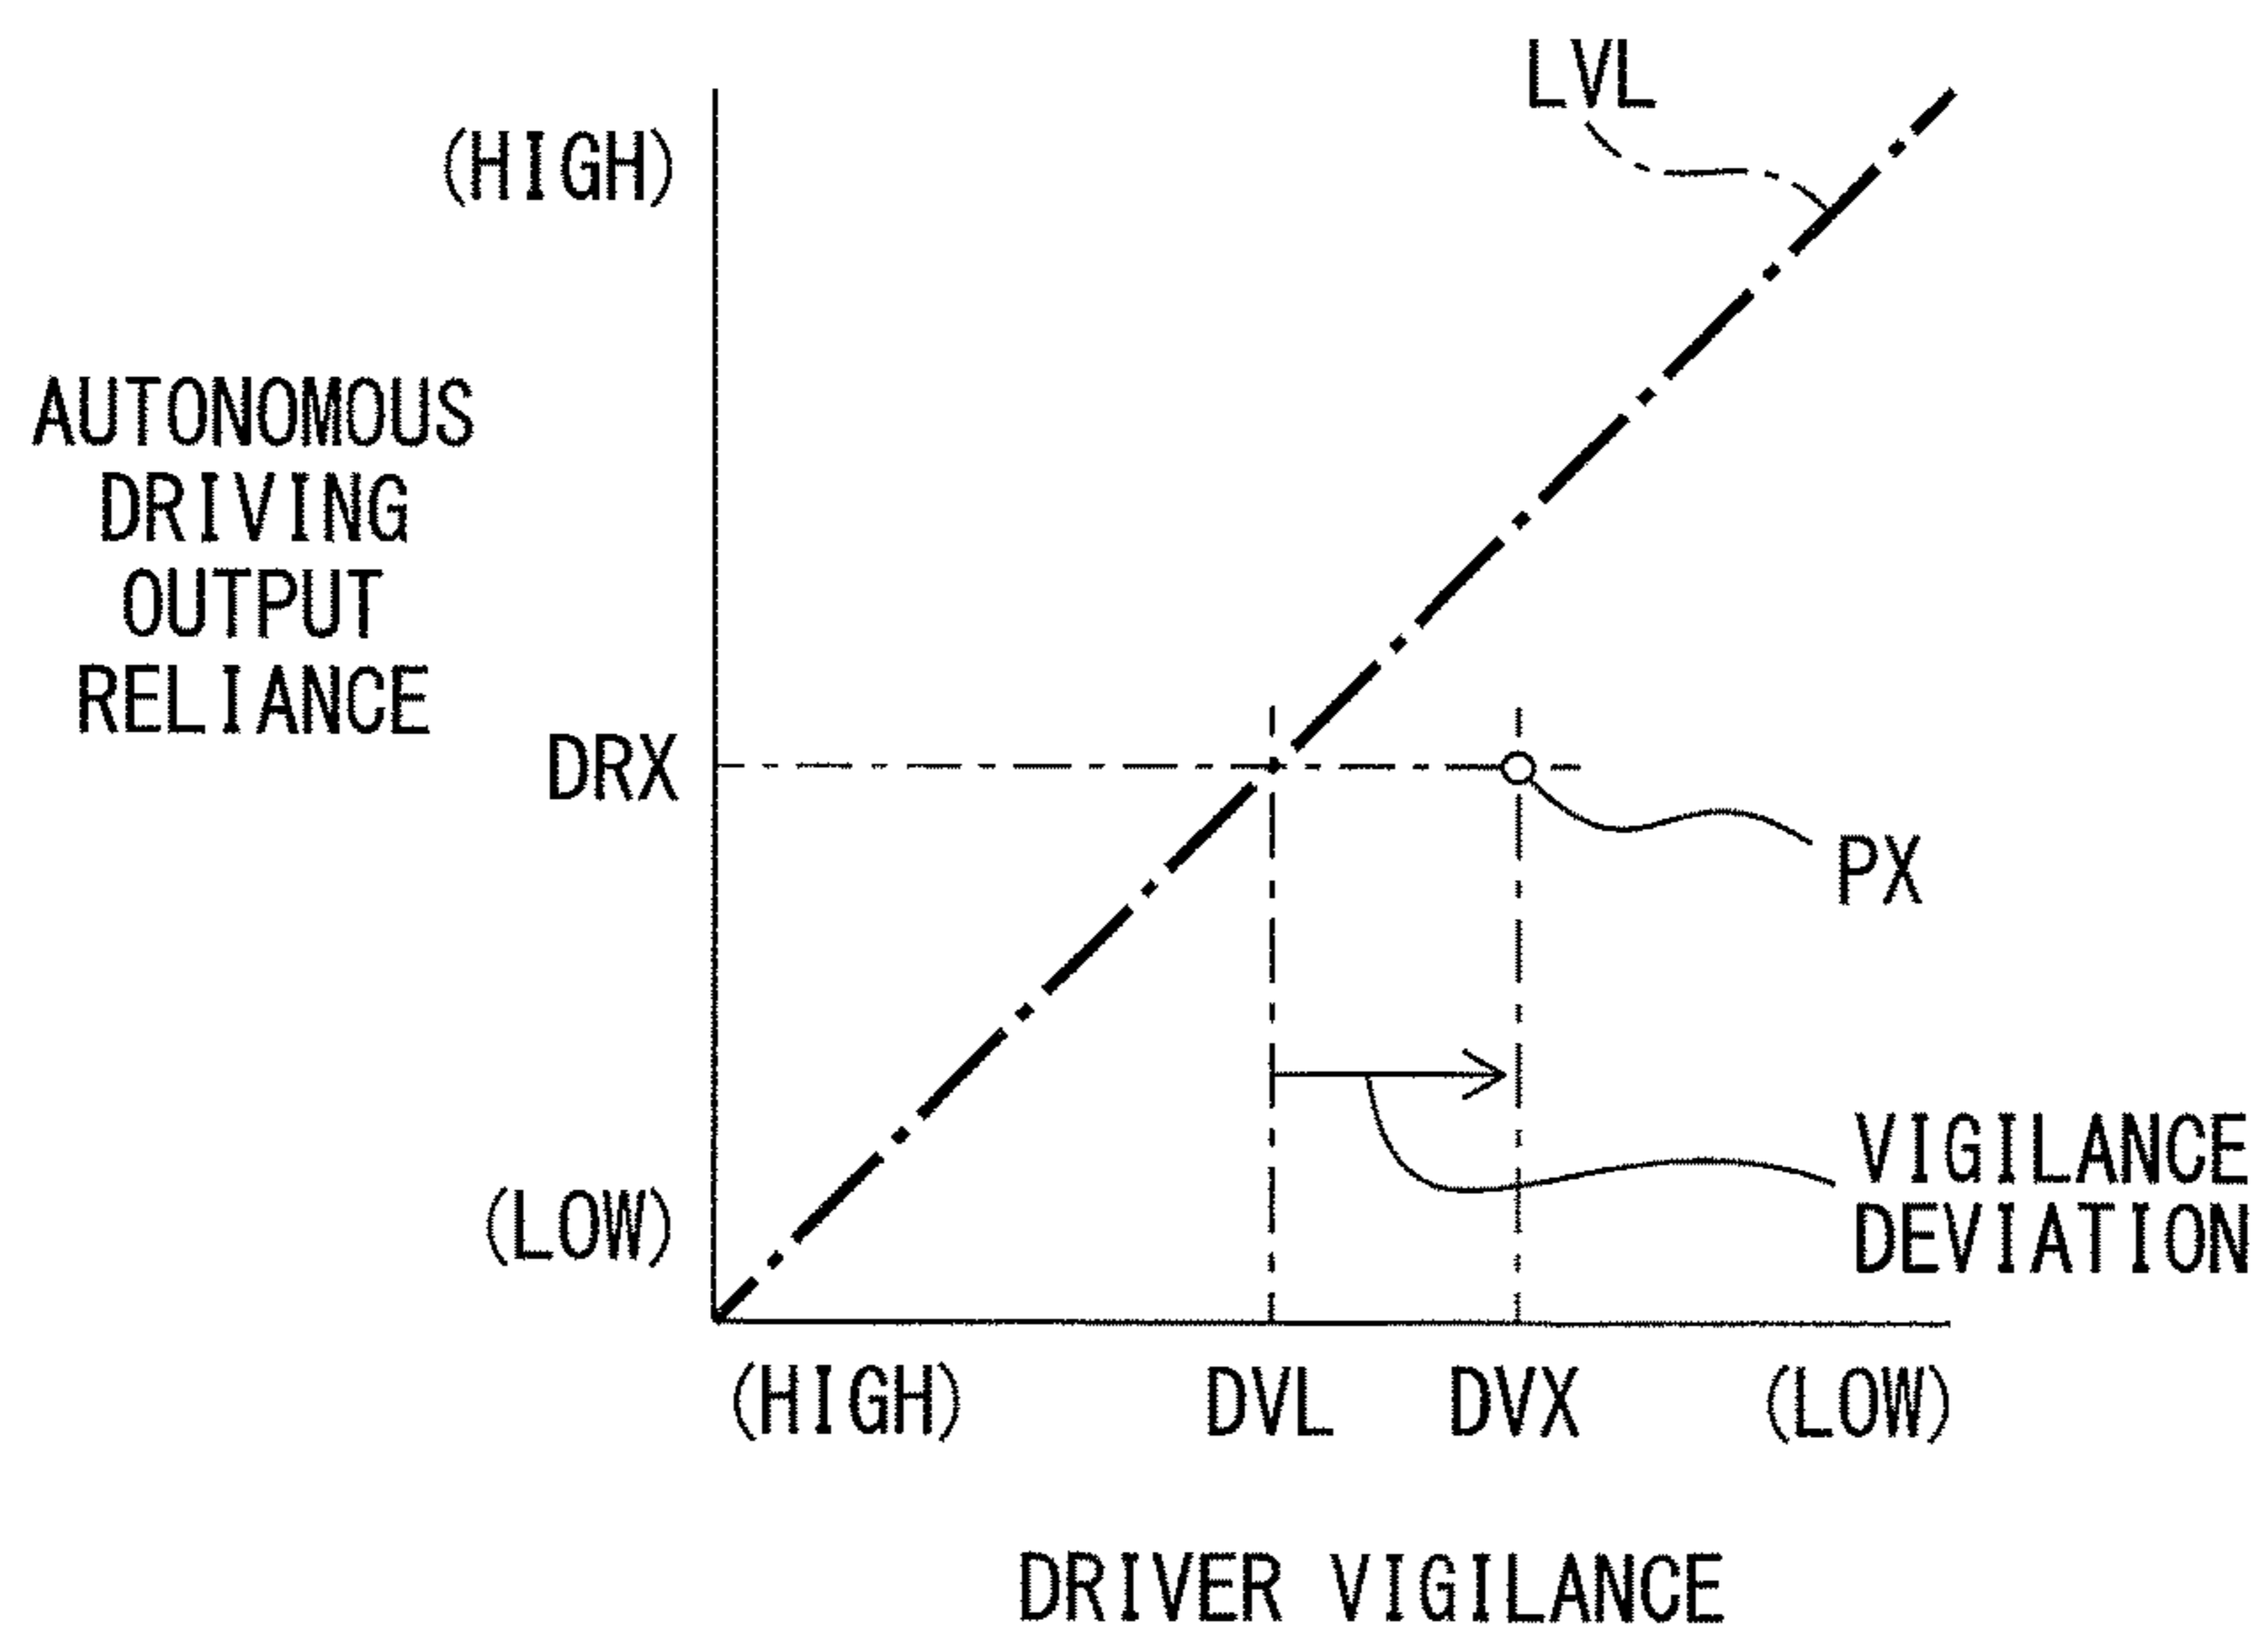 LVL
(HIGH)
AUTONOMOUS
DRIVING
OUTPUT
RELIANCE
DRX
PX
(LOW)
VIGILANCE
DEVIATION
(HIGH)
DVL
DVX
(LOW)
DRIVER VIGILANCE